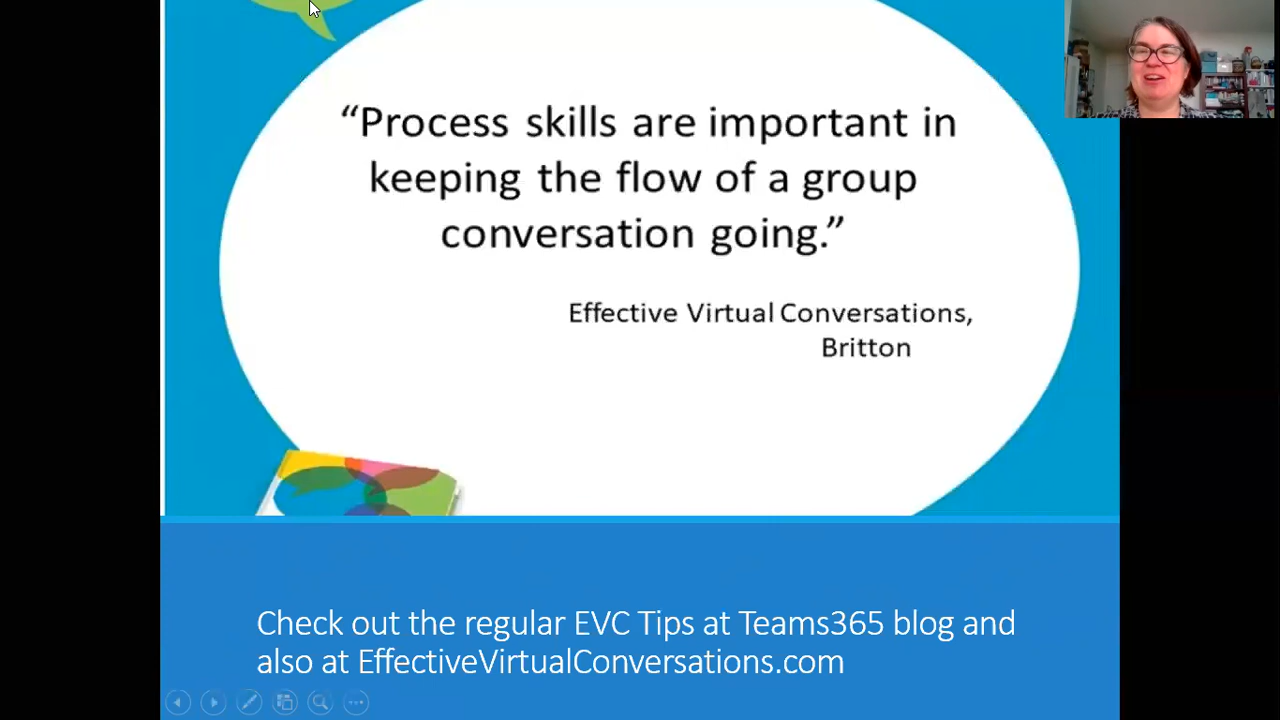 “Process skills are important in
keeping the flow of a group
conversation going.”
Effective Virtual Conversations,
Britton
Check out the regular EVC Tips at Teams365 blog and
also at EffectiveVirtualConversations.com